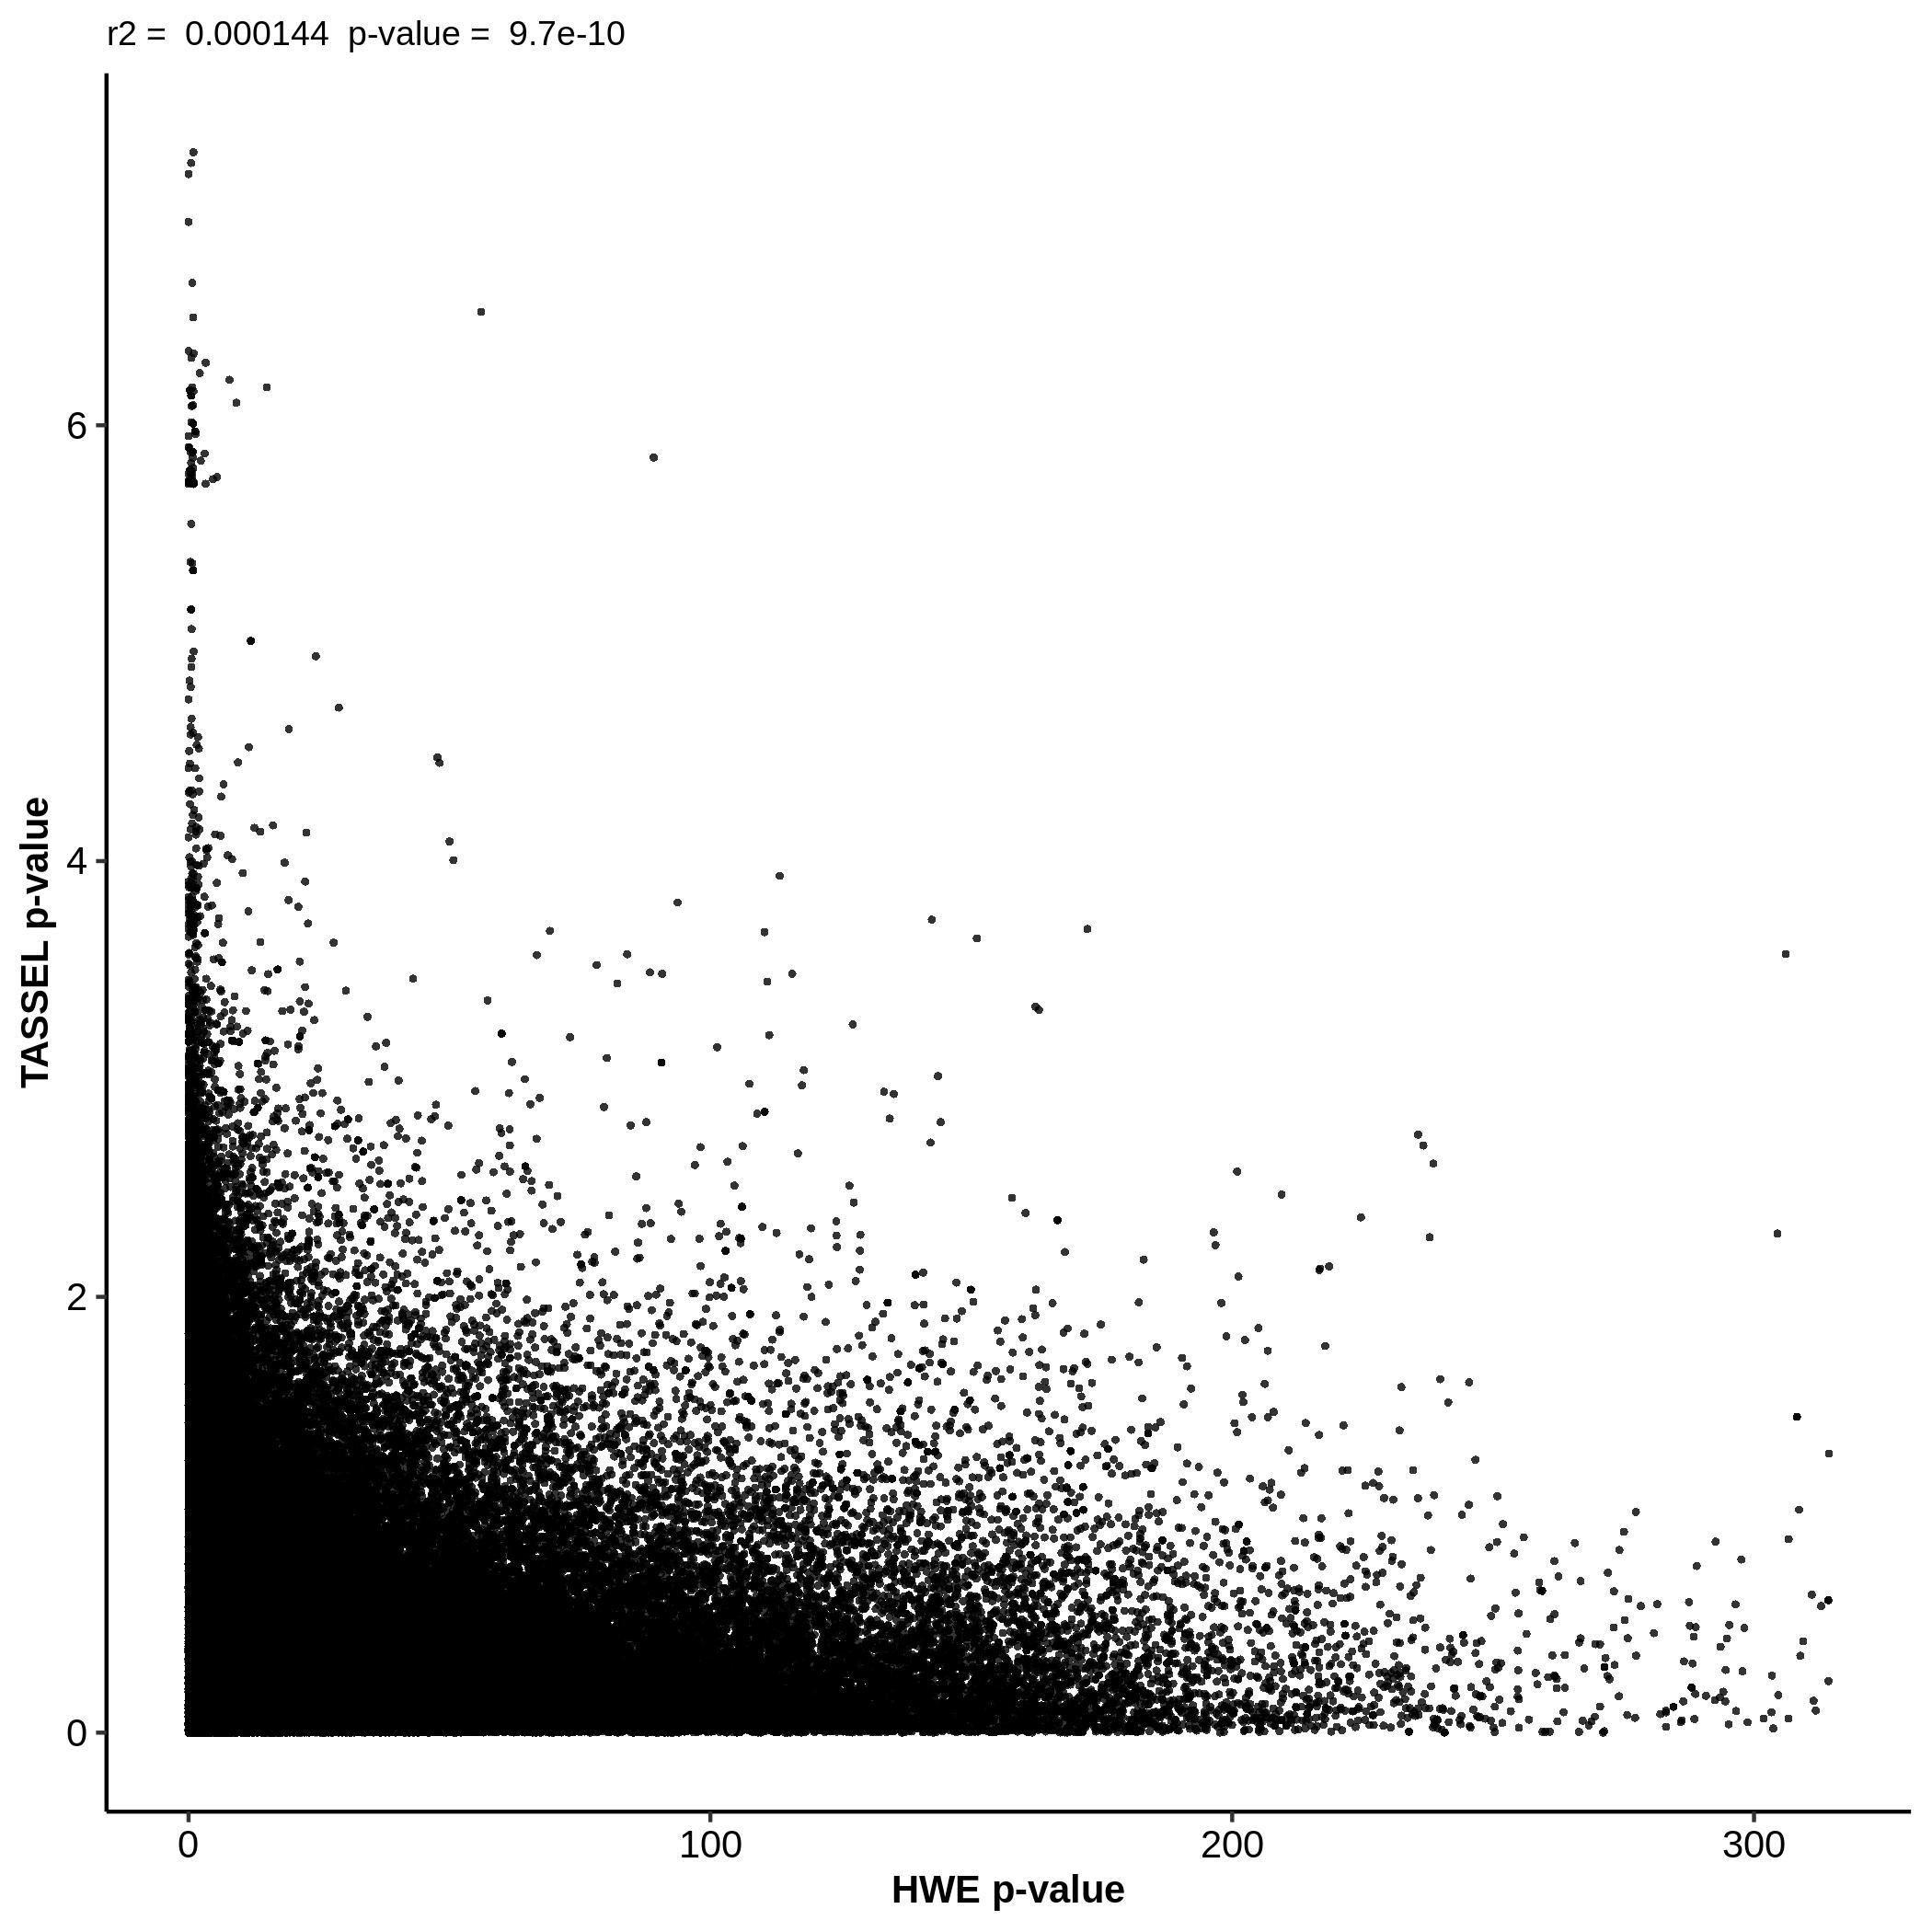 r2 = 0.000144 p-value = 9.7e-10
6
4
2
0
TASSEL p-value
0 100 200 300
HWE p-value